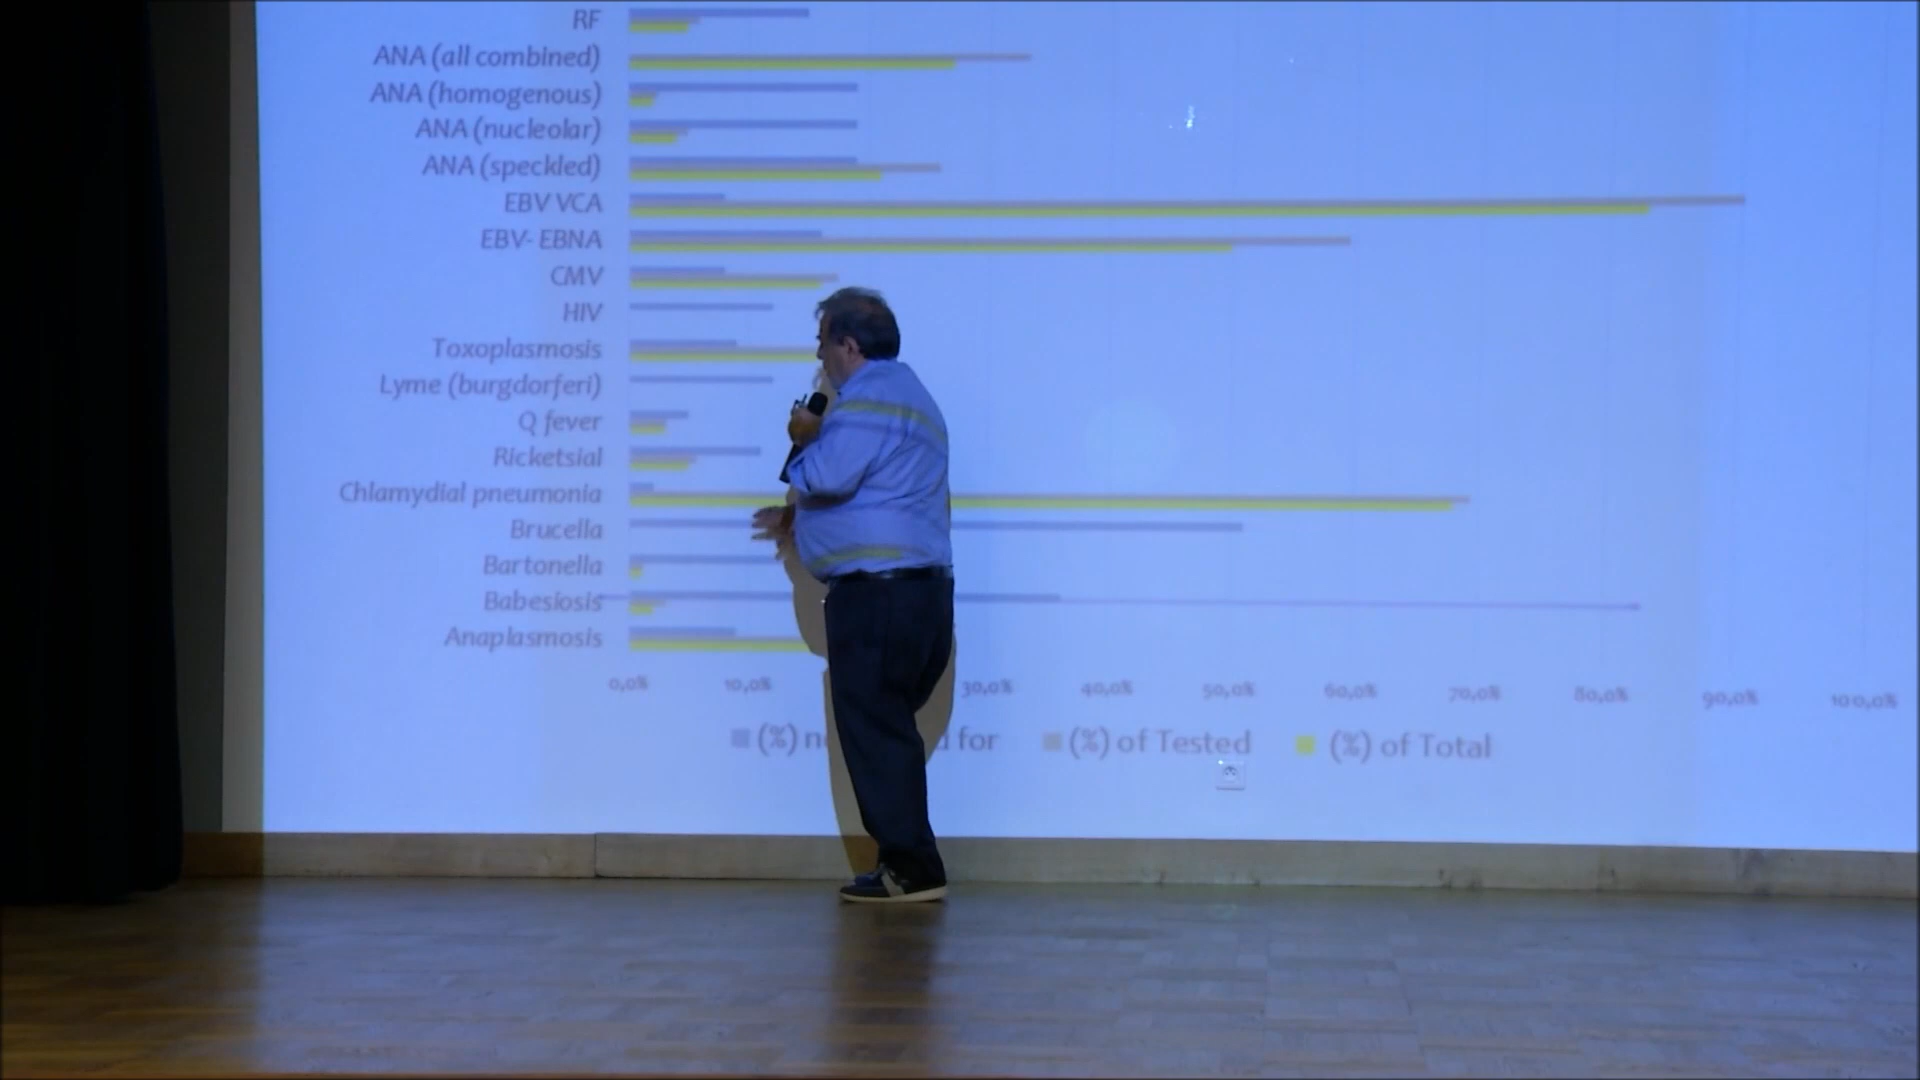 RF
ANA (all combined)
ANA (homogenous)
ANA (nucleolar)
ANA (speckled)
EBV VCA
EBV- EBNA
CMV
HIV
Toxoplasmosis
Lyme (burgdorferi)
Q fever
Ricketsial
Chlamydial pneumonia
Brucella
Bartonella
Babesiosis
Anaplasmosis
0,0% 10,0% 30,0% 40,0% 50,0% 60,0% 70,0% 80,0% 90,0% 100,0%
(%) for (%) of Tested (%) of Total